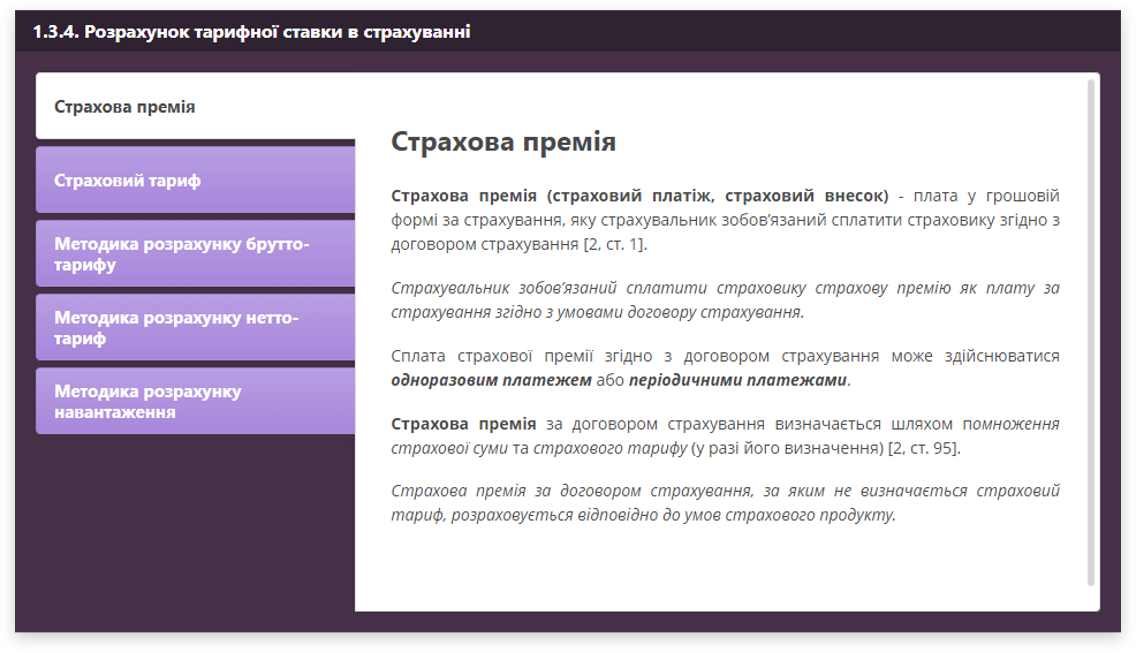 1.3.4. Розрахунок тарифної ставки в страхуванні
Страхова премія
Страховий тариф
Методика розрахунку брутто-
тарифу
Методика розрахунку нетто-
тариф
Методика розрахунку
навантаження
Страхова премія
Страхова премія (страховий платіж, страховий внесок) - плата у грошовій
формі за страхування, яку страхувальник зобов’язаний сплатити страховику згідно з
договором страхування [2, ст. 1].
Страхувальник зобов’язаний сплатити страховику страхову премію як плату за
страхування згідно з умовами договору страхування.
Сплата страхової премії згідно з договором страхування може здійснюватися
одноразовим платежем або періодичними платежами.
Страхова премія за договором страхування визначається шляхом помноження
страхової суми та страхового тарифу (у разі його визначення) [2, ст. 95].
Страхова премія за договором страхування, за яким не визначається страховий
тариф, розраховується відповідно до умов страхового продукту.